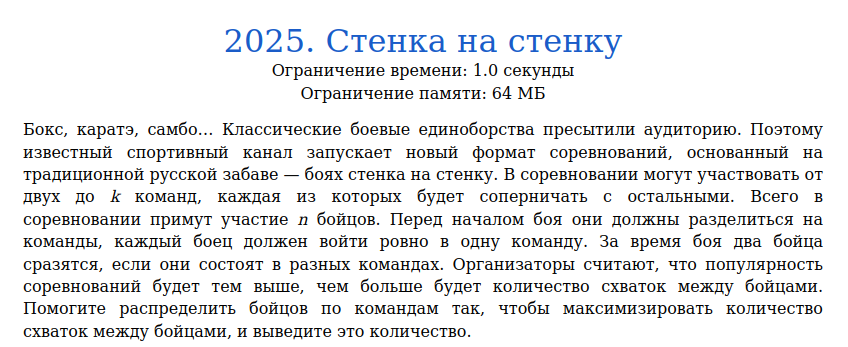 2025. Стенка на стенку
Ограничение времени: 1.0 секунды
Ограничение памяти: 64 МБ
Бокс, каратэ, самбо… Классические боевые единоборства пресытили аудиторию. Поэтому
известный спортивный канал запускает новый формат соревнований, основанный на
традиционной русской забаве — боях стенка на стенку. В соревновании могут участвовать от
двух до k команд, каждая из которых будет соперничать с остальными. Всего в
соревновании примут участие n бойцов. Перед началом боя они должны разделиться на
команды, каждый боец должен войти ровно в одну команду. За время боя два бойца
сразятся, если они состоят в разных командах. Организаторы считают, что популярность
соревнований будет тем выше, чем больше будет количество схваток между бойцами.
Помогите распределить бойцов по командам так, чтобы максимизировать количество
схваток между бойцами, и выведите это количество.